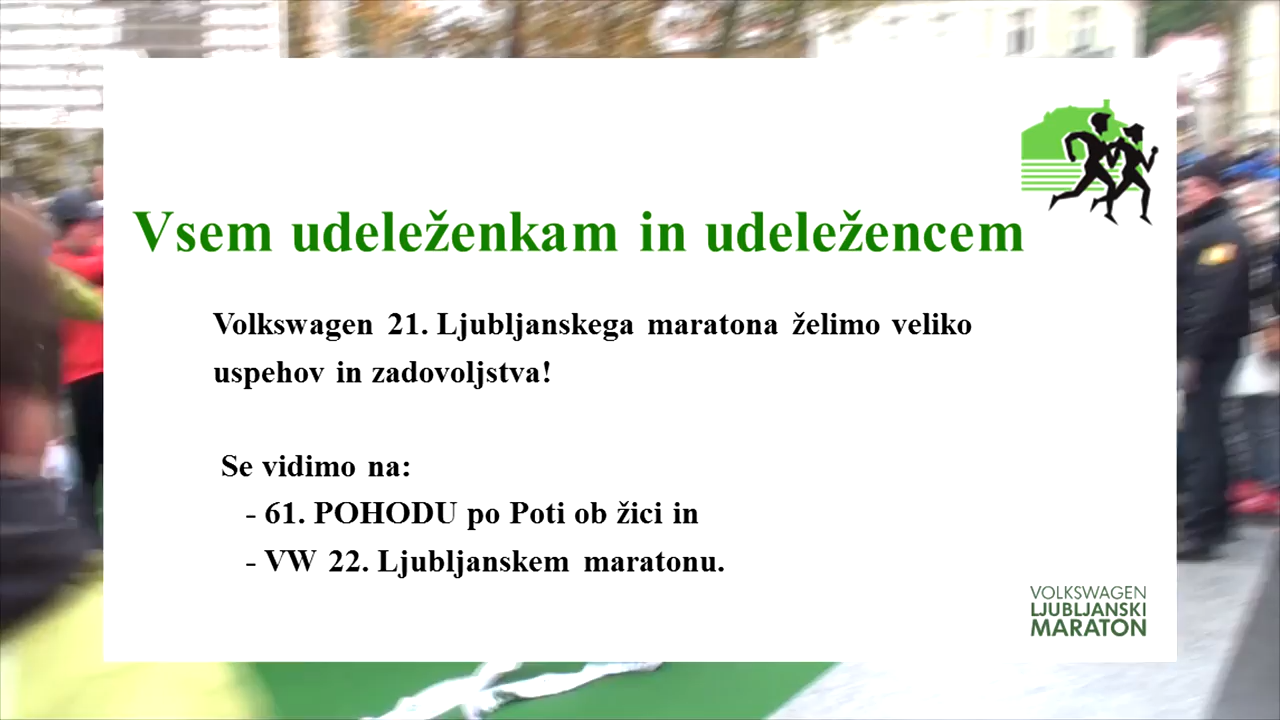 Vsem udeleženkam in udeležencem
Volkswagen 21. Ljubljanskega maratona želimo veliko
uspehov in zadovoljstva!
Se vidimo na:
- 61. POHODU po Poti ob žici in
- VW 22. Ljubljanskem maratonu.
VOLKSWAGEN
LJUBLJANSKI
MARATON